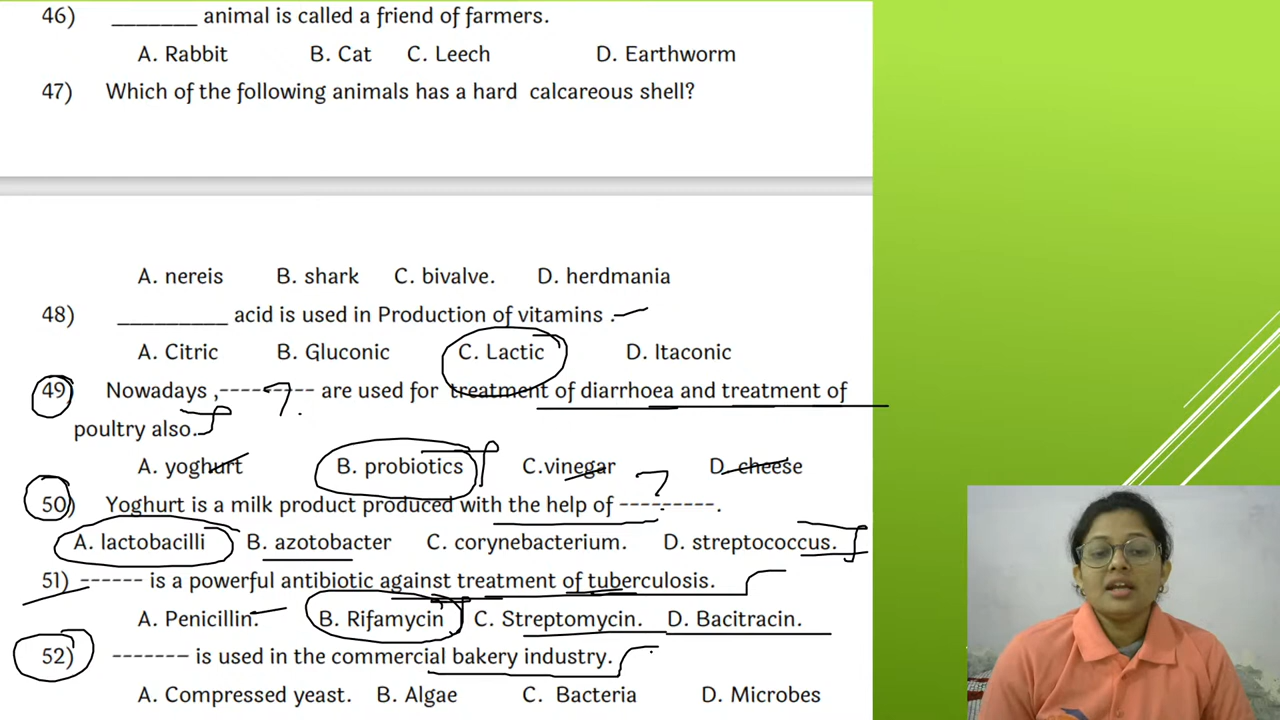 46) _______ animal is called a friend of farmers.
A. Rabbit B. Cat C. Leech D. Earthworm
47) Which of the following animals has a hard calcareous shell?
A. nereis B. shark C. bivalve. D. herdmania
48) _________ acid is used in Production of vitamins .
A. Citric B. Gluconic C. Lactic D. Itaconic
49) Nowadays ,---------- are used for treatment of diarrhoea and treatment of
poultry also.
A. yoghurt B. probiotics C.vinegar D. cheese
50) Yoghurt is a milk product produced with the help of ----------.
A. lactobacilli B. azotobacter C. corynebacterium. D. streptococcus.
51) ------ is a powerful antibiotic against treatment of tuberculosis.
A. Penicillin. B. Rifamycin C. Streptomycin. D. Bacitracin.
52) ------- is used in the commercial bakery industry.
A. Compressed yeast. B. Algae C. Bacteria D. Microbes